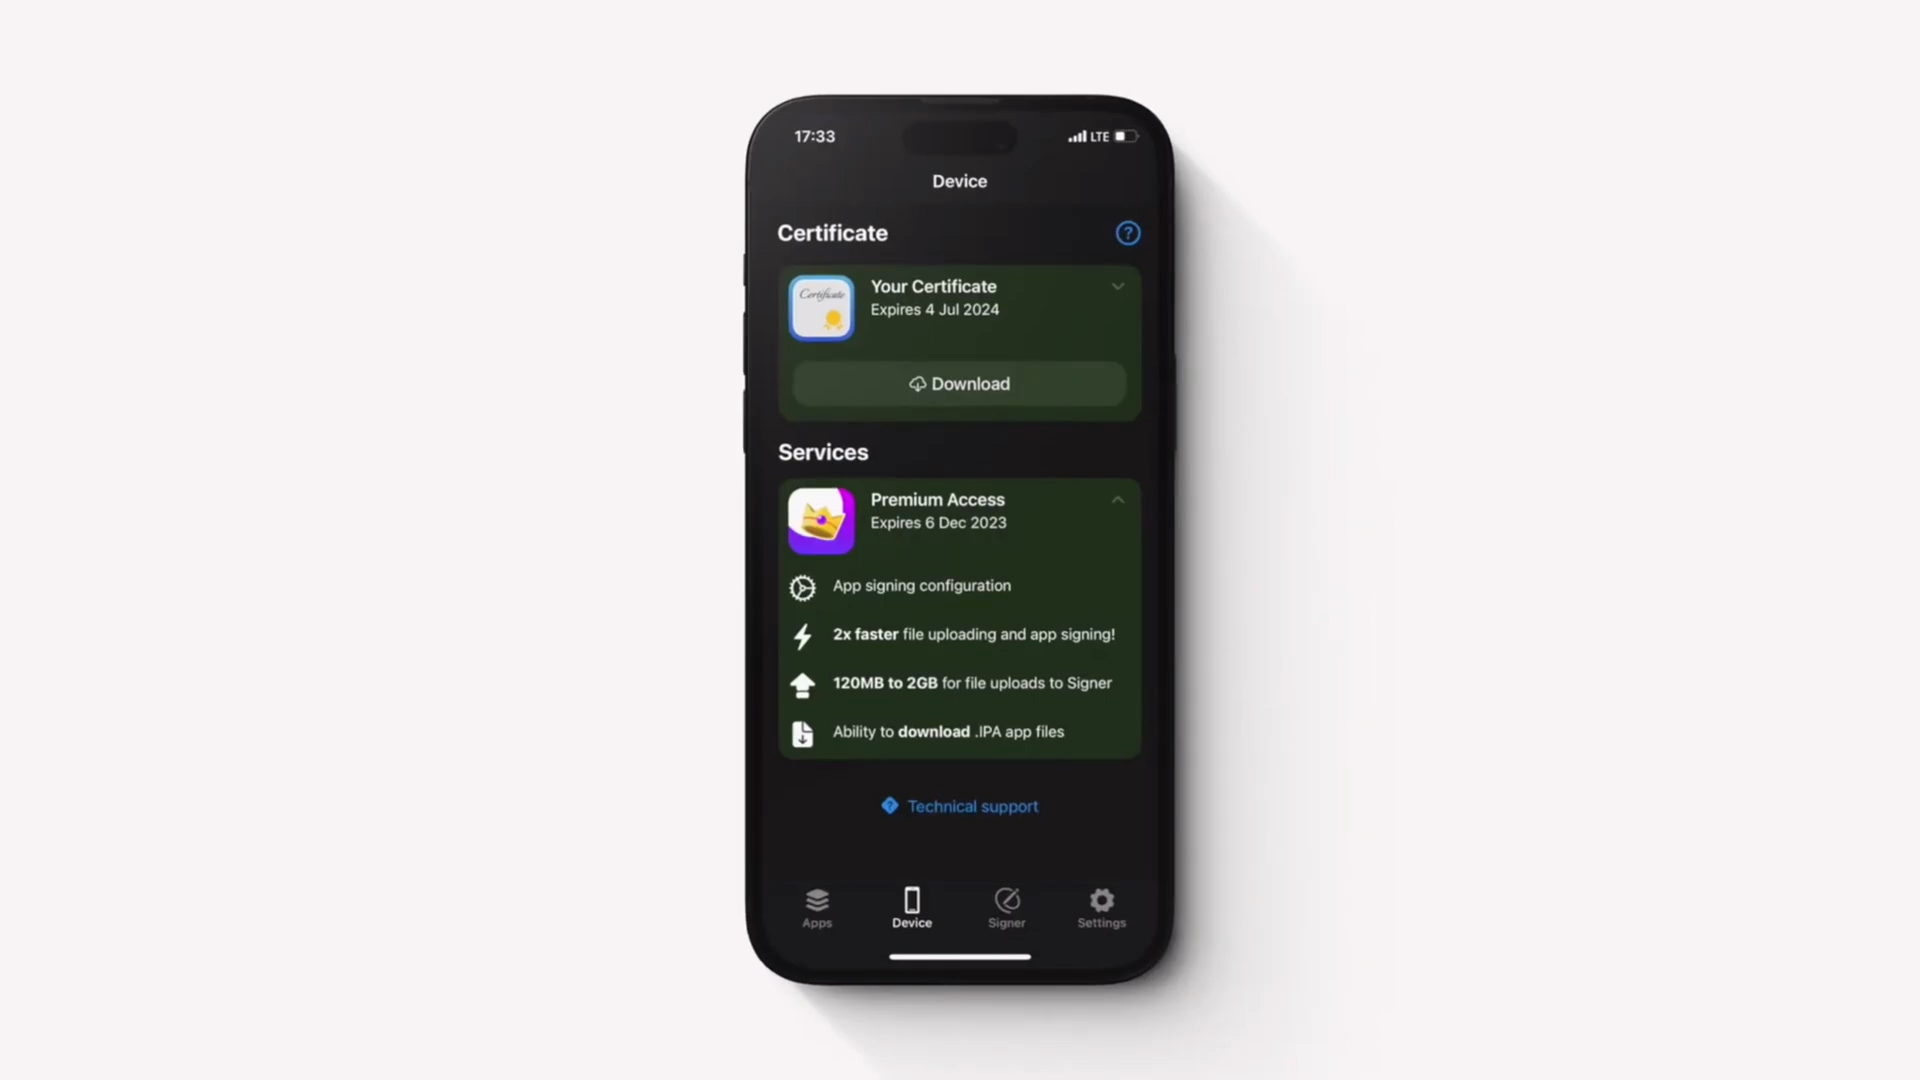 17:33
LTE
Device
Certificate
?
Certificate
Your Certificate
Expires 4 Jul 2024
Download
Services
Premium Access
Expires 6 Dec 2023
App signing configuration
2x faster file uploading and app signing!
120MB to 2GB for file uploads to Signer
Ability to download .IPA app files
? Technical support
Apps
Device
Signer
Settings